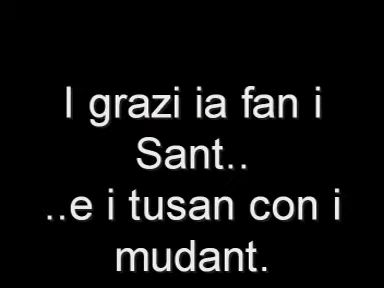 I grazi ia fan i
Sant..
..e i tusan con i
mudant.